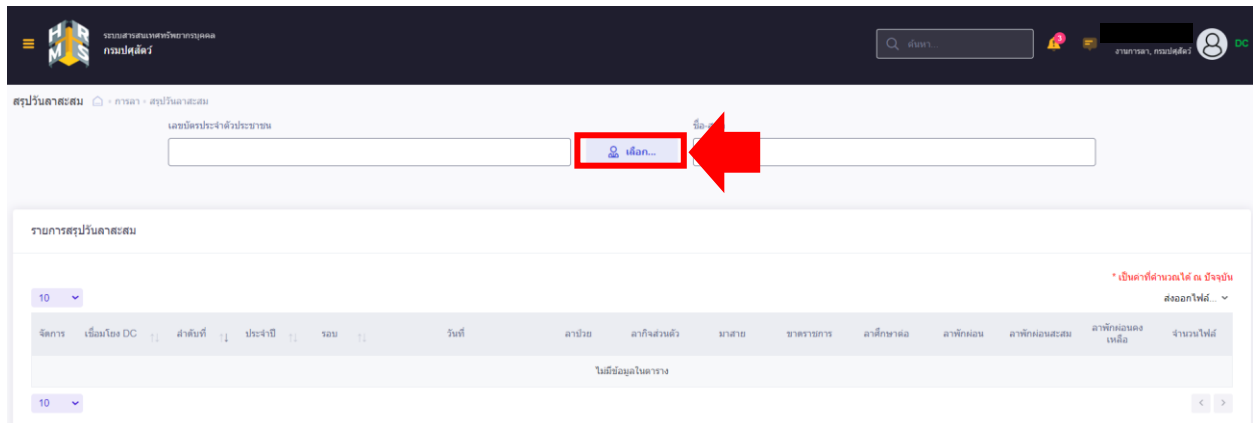 HRMS
ระบบสารสนเทศทรัพยากรบุคคล
กรมปศุสัตว์
ค้นหา...
3
งานการลา, กรมปศุสัตว์
DC
สรุปวันลาสะสม
- การลา - สรุปวันลาสะสม
เลขบัตรประจำตัวประชาชน
เลือก...
รายการสรุปวันลาสะสม
* เป็นค่าที่คำนวณได้ ณ ปัจจุบัน
10
ส่งออกไฟล์...
จัดการ เชื่อมโยง DC ลำดับที่ ประจำปี รอบ วันที่ ลาป่วย ลากิจส่วนตัว มาสาย ขาดราชการ ลาศึกษาต่อ ลาพักผ่อน ลาพักผ่อนสะสม ลาพักผ่อนคงเหลือ จำนวนไฟล์
ไม่มีข้อมูลในตาราง
10